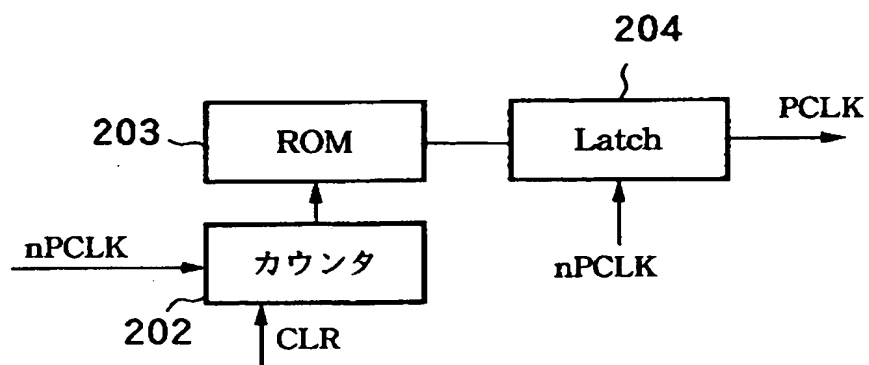 204
PCLK
203
ROM
Latch
nPCLK
カウンタ
nPCLK
202
CLR